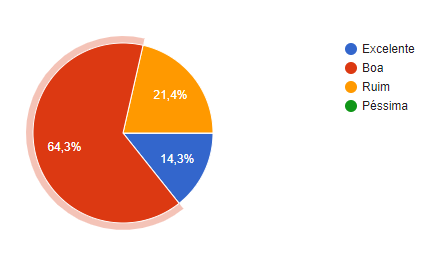 Excelente
Boa
Ruim
Péssima
21,4%
64,3%
14,3%